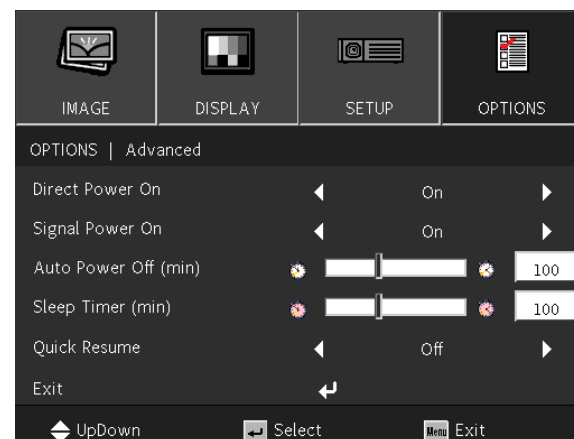 IMAGE DISPLAY SETUP OPTIONS
OPTIONS | Advanced
Direct Power On On
Signal Power On On
Auto Power Off (min) 100
Sleep Timer (min) 100
Quick Resume Off
Exit
UpDown Select Menu Exit